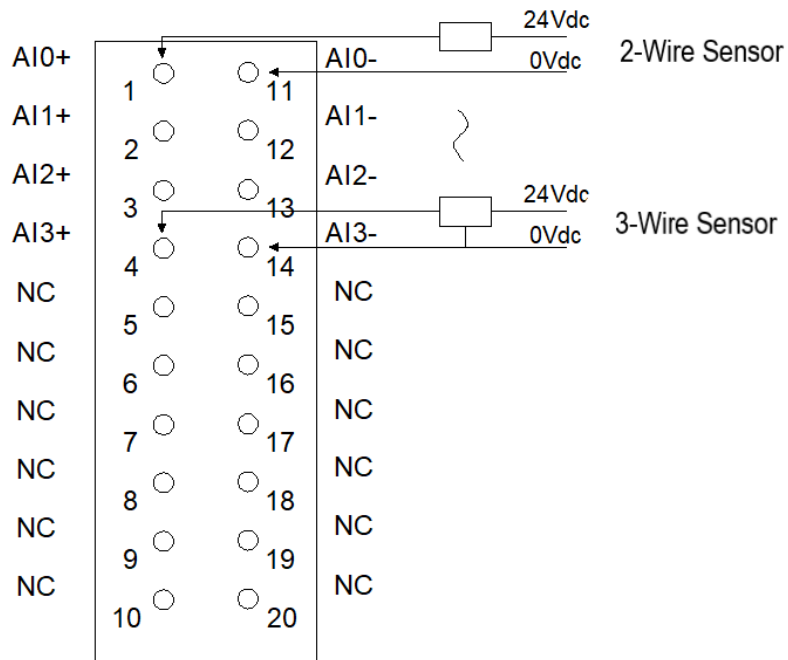 24Vdc
AI0+ AI0- 0Vdc 2-Wire Sensor
1 11
AI1+ AI1-
2 12
AI2+ AI2-
3 13 24Vdc
AI3+ AI3- 0Vdc 3-Wire Sensor
4 14
NC NC
5 15
NC NC
6 16
NC NC
7 17
NC NC
8 18
NC NC
9 19
NC NC
10 20